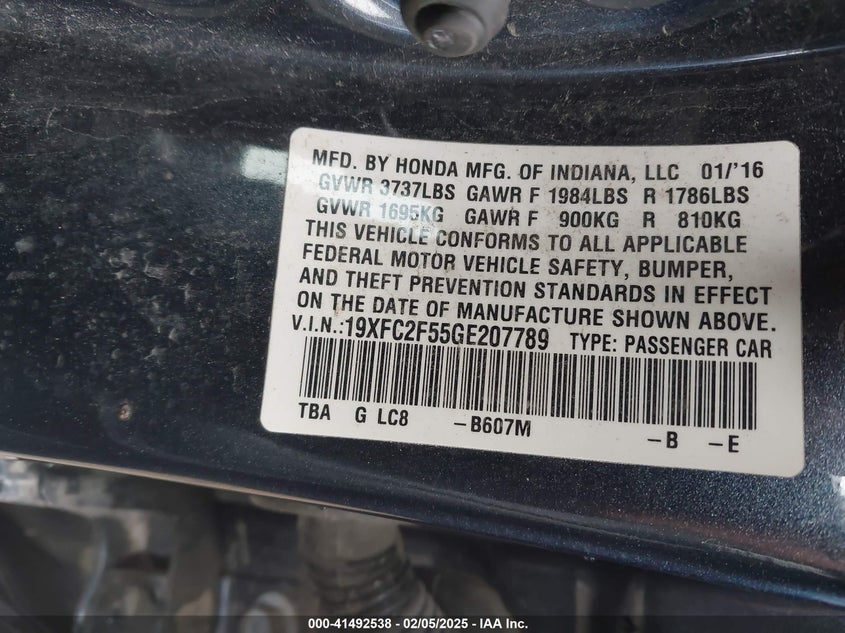 MFD. BY HONDA MFG. OF INDIANA, LLC 01/'16
GVWR 3737LBS GAWR F 1984LBS R 1786LBS
GVWR 1695KG GAWR F 900KG R 810KG
THIS VEHICLE CONFORMS TO ALL APPLICABLE
FEDERAL MOTOR VEHICLE SAFETY, BUMPER,
AND THEFT PREVENTION STANDARDS IN EFFECT
ON THE DATE OF MANUFACTURE SHOWN ABOVE.
V.I.N.:19XFC2F55GE207789 TYPE: PASSENGER CAR
TBA G LC8 -B607M -B -E
000-41492538 - 02/05/2025 - IAA Inc.